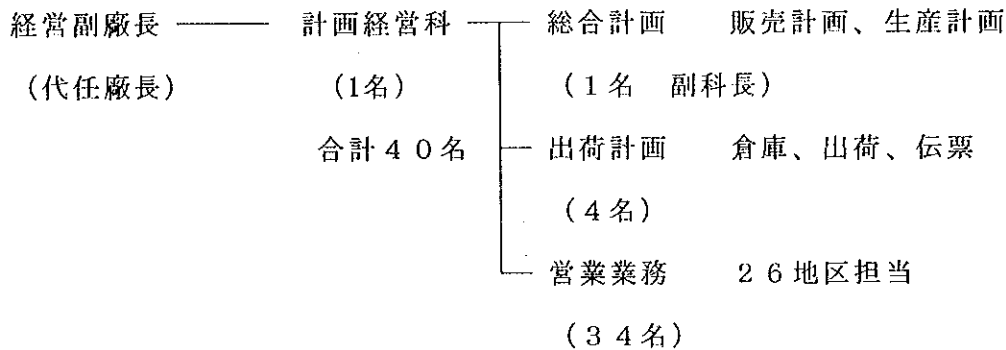 経営副廠長 計画経営科 総合計画 販売計画、生産計画
(代任廠長) (1名) (1名 副科長)
合計40名 出荷計画 倉庫、出荷、伝票
(4名)
営業業務 26地区担当
(34名)